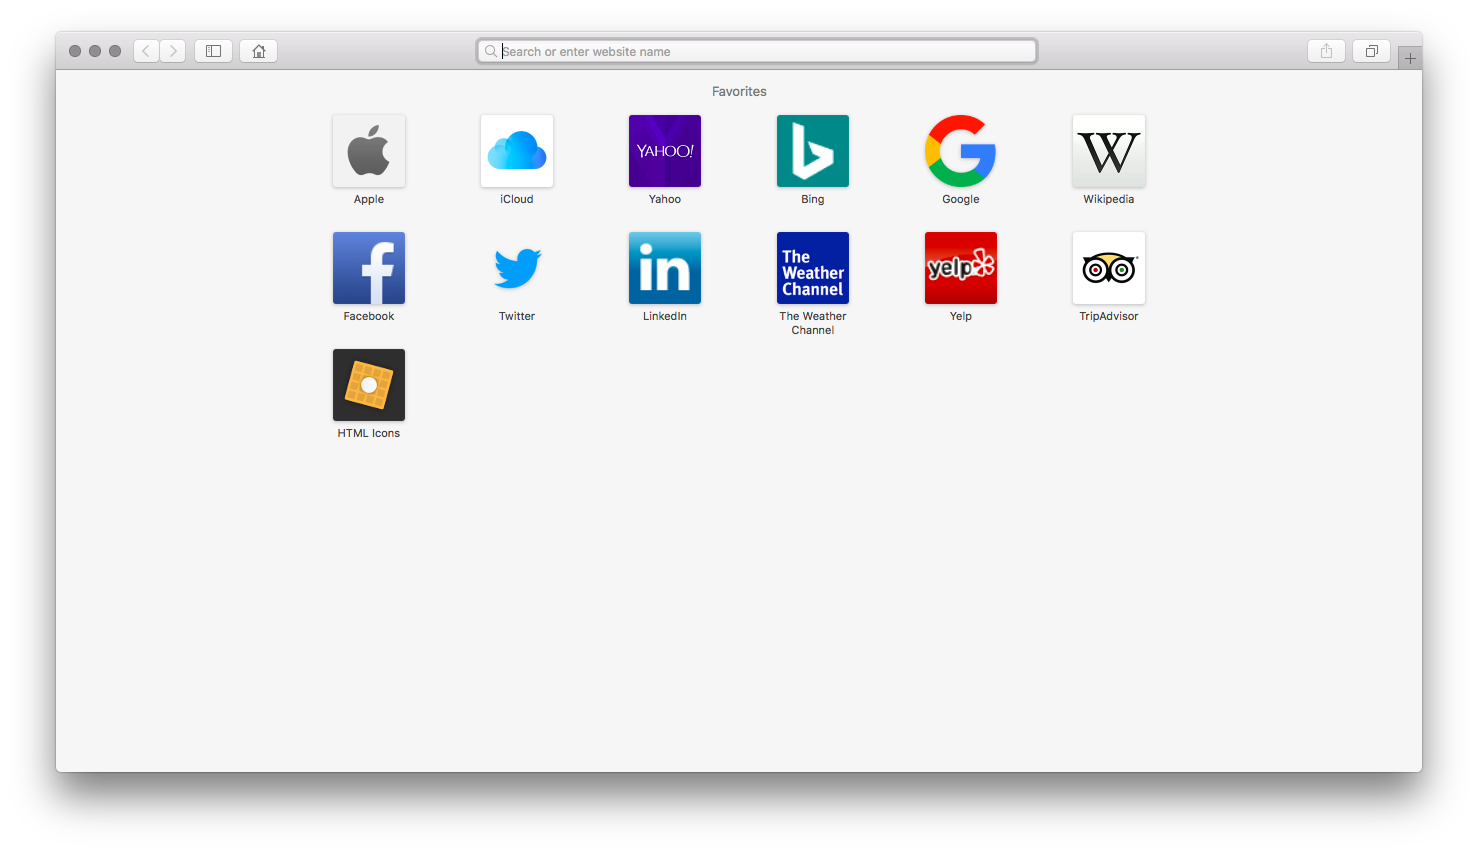 Search or enter website name
Favorites
YAHOO!
W
Apple
iCloud
Yahoo
Bing
Google
Wikipedia
f
in
The
Weather
Channel
yelp
Facebook
Twitter
LinkedIn
The Weather
Channel
Yelp
TripAdvisor
HTML Icons